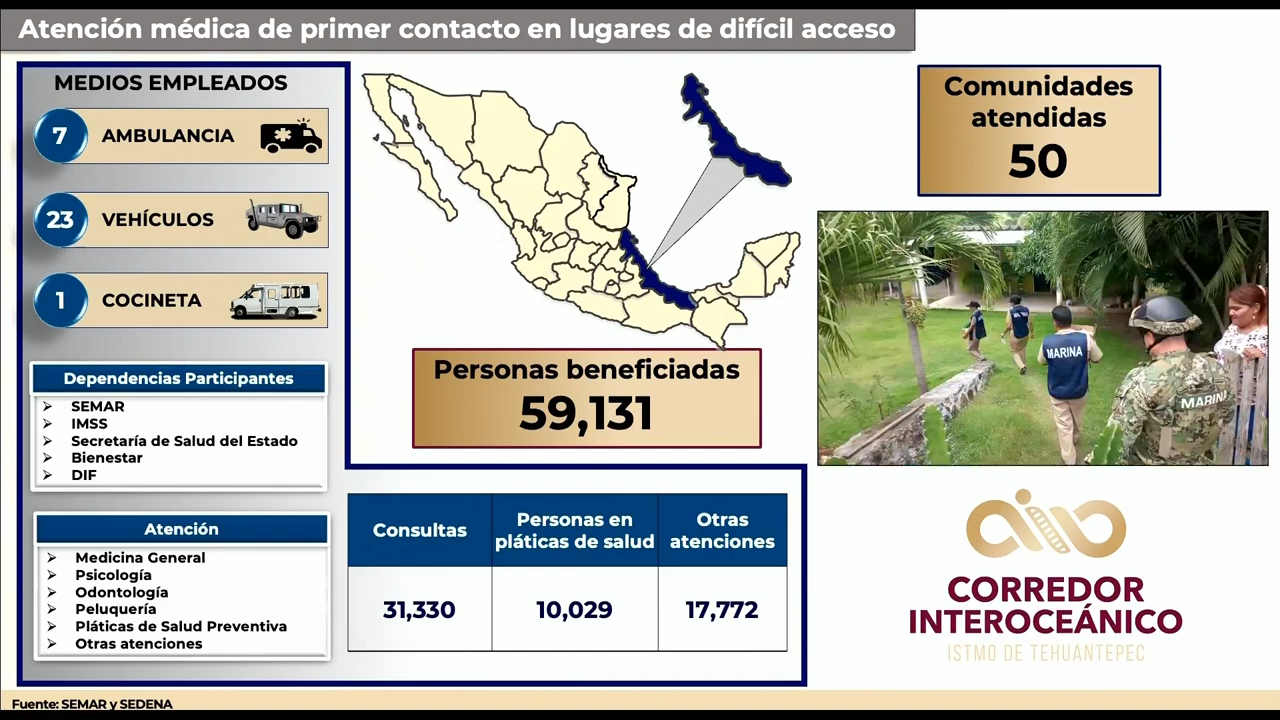 Atención médica de primer contacto en lugares de difícil acceso
MEDIOS EMPLEADOS
7 AMBULANCIA
23 VEHÍCULOS
1 COCINETA
Dependencias Participantes
SEMAR
IMSS
Secretaría de Salud del Estado
Bienestar
DIF
Atención
Medicina General
Psicología
Odontología
Peluquería
Pláticas de Salud Preventiva
Otras atenciones
Personas beneficiadas
59,131
Consultas
Personas en
pláticas de salud
Otras
atenciones
31,330
10,029
17,772
Comunidades
atendidas
50
MARINA
MARINA
CORREDOR
INTEROCEÁNICO
ISTMO DE TEHUANTEPEC
Fuente: SEMAR y SEDENA